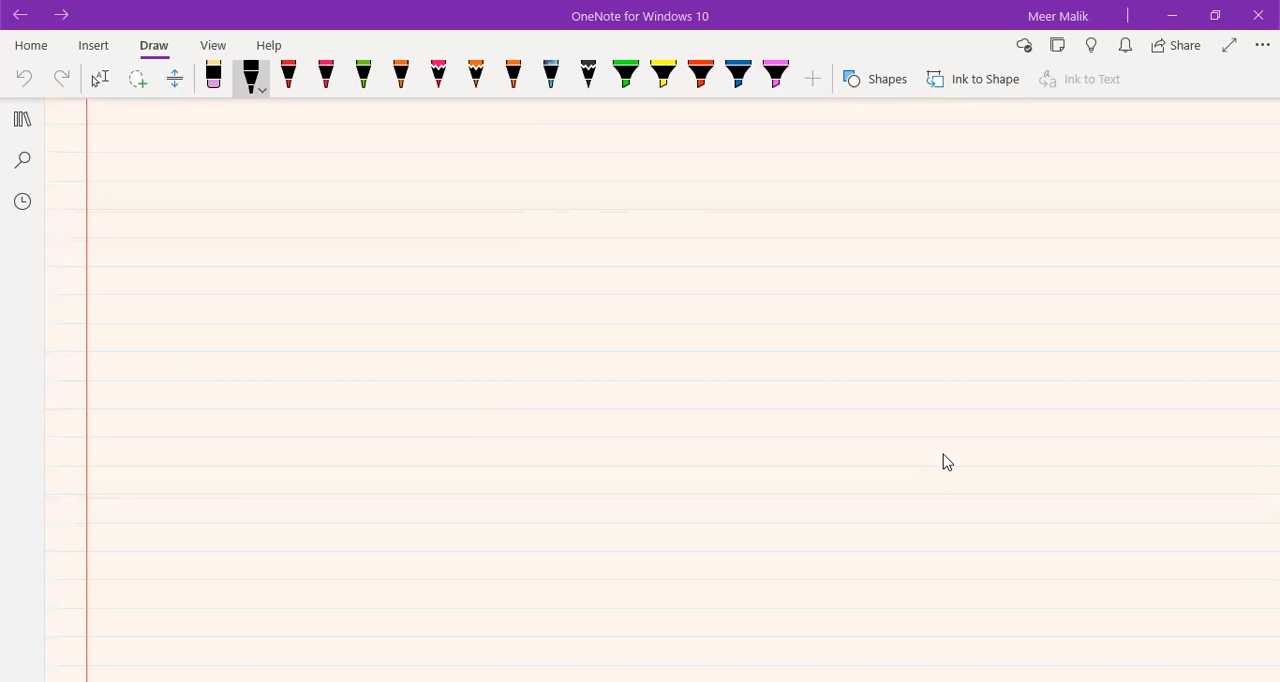 OneNote for Windows 10
Meer Malik
Home Insert Draw View Help
Share
Shapes
Ink to Shape
Ink to Text